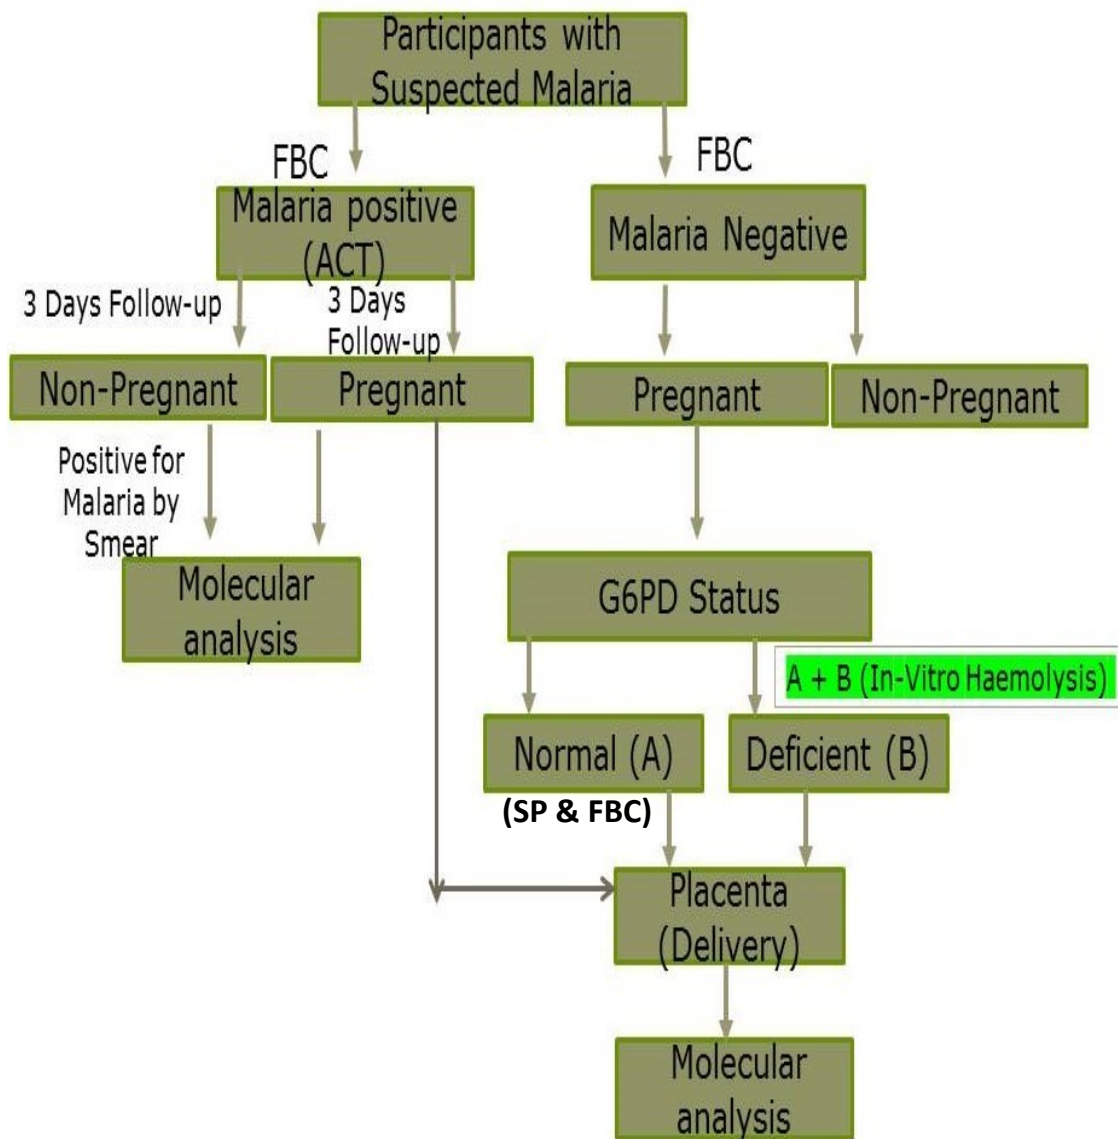 Participants with
Suspected Malaria
FBC
FBC
Malaria positive
(ACT)
Malaria Negative
3 Days Follow-up
3 Days
Follow-up
Non-Pregnant
Pregnant
Pregnant
Non-Pregnant
Positive for
Malaria by
Smear
Molecular
analysis
G6PD Status
A + B (In-Vitro Haemolysis)
Normal (A)
Deficient (B)
(SP & FBC)
Placenta
(Delivery)
Molecular
analysis